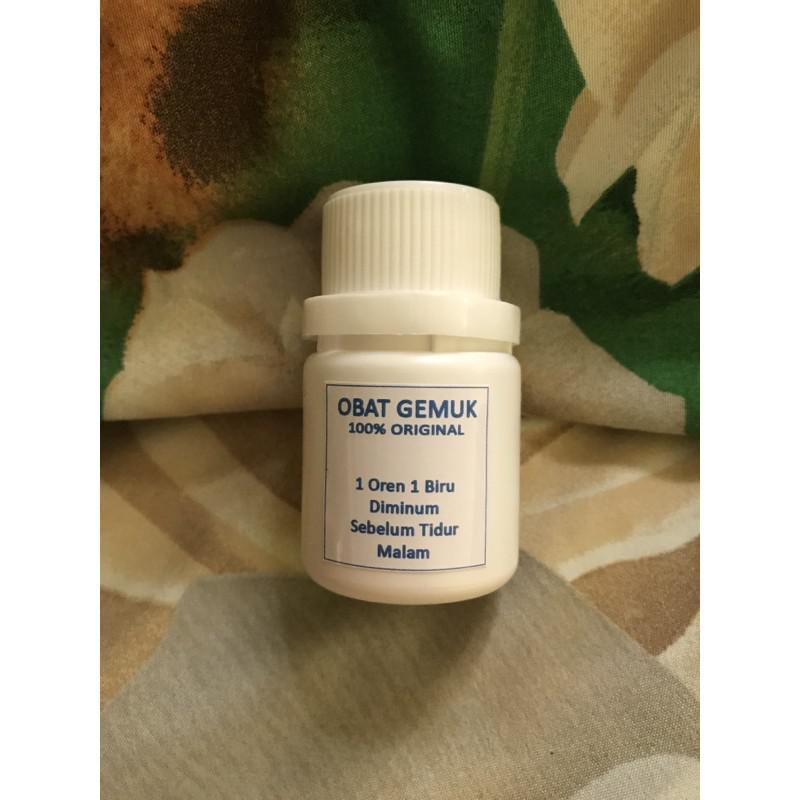 OBAT GEMUK
100% ORIGINAL
1 Oren 1 Biru
Diminum
Sebelum Tidur
Malam